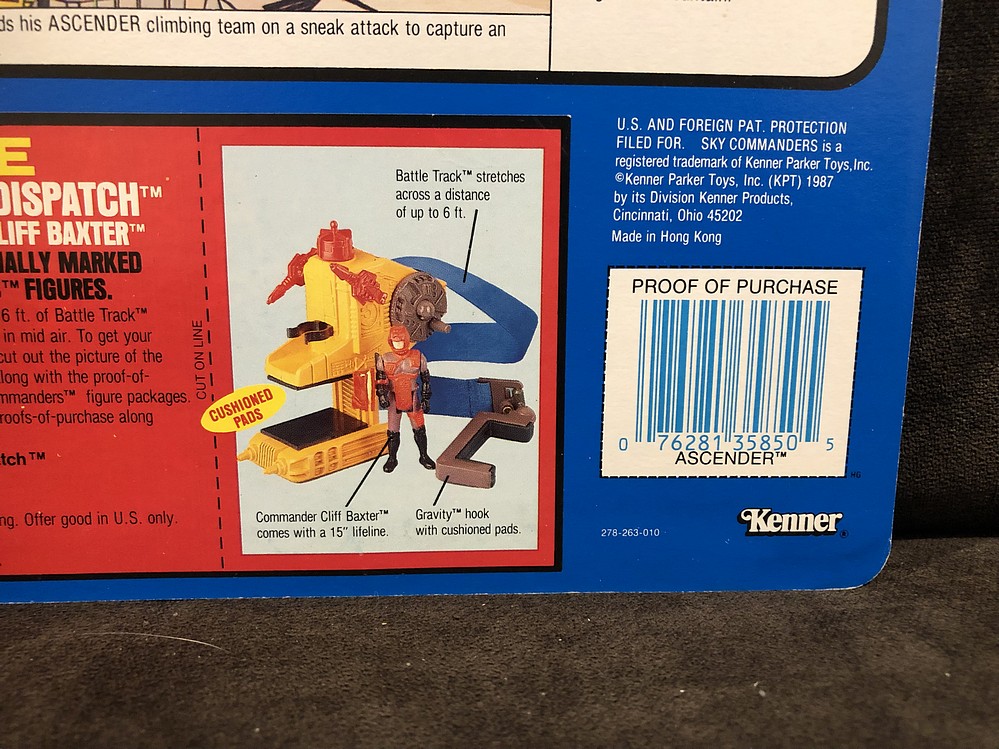 ds his ASCENDER climbing team on a sneak attack to capture an
E
DISPATCH™
LIFF BAXTER™
IALLY MARKED
™ FIGURES.
6 ft. of Battle Track™
in mid air. To get your
cut out the picture of the
long with the proof-of-
mmanders™ figure packages.
roofs-of-purchase along
tch™
ng. Offer good in U.S. only.
CUT ON LINE
Battle Track™ stretches
across a distance
of up to 6 ft.
CUSHIONED
PADS
Commander Cliff Baxter™
comes with a 15" lifeline.
Gravity™ hook
with cushioned pads.
U.S. AND FOREIGN PAT. PROTECTION
FILED FOR. SKY COMMANDERS is a
registered trademark of Kenner Parker Toys, Inc.
©Kenner Parker Toys, Inc. (KPT) 1987
by its Division Kenner Products,
Cincinnati, Ohio 45202
Made in Hong Kong
PROOF OF PURCHASE
0 76281 35850 5
ASCENDER™
HG
278-263-010
Kenner®